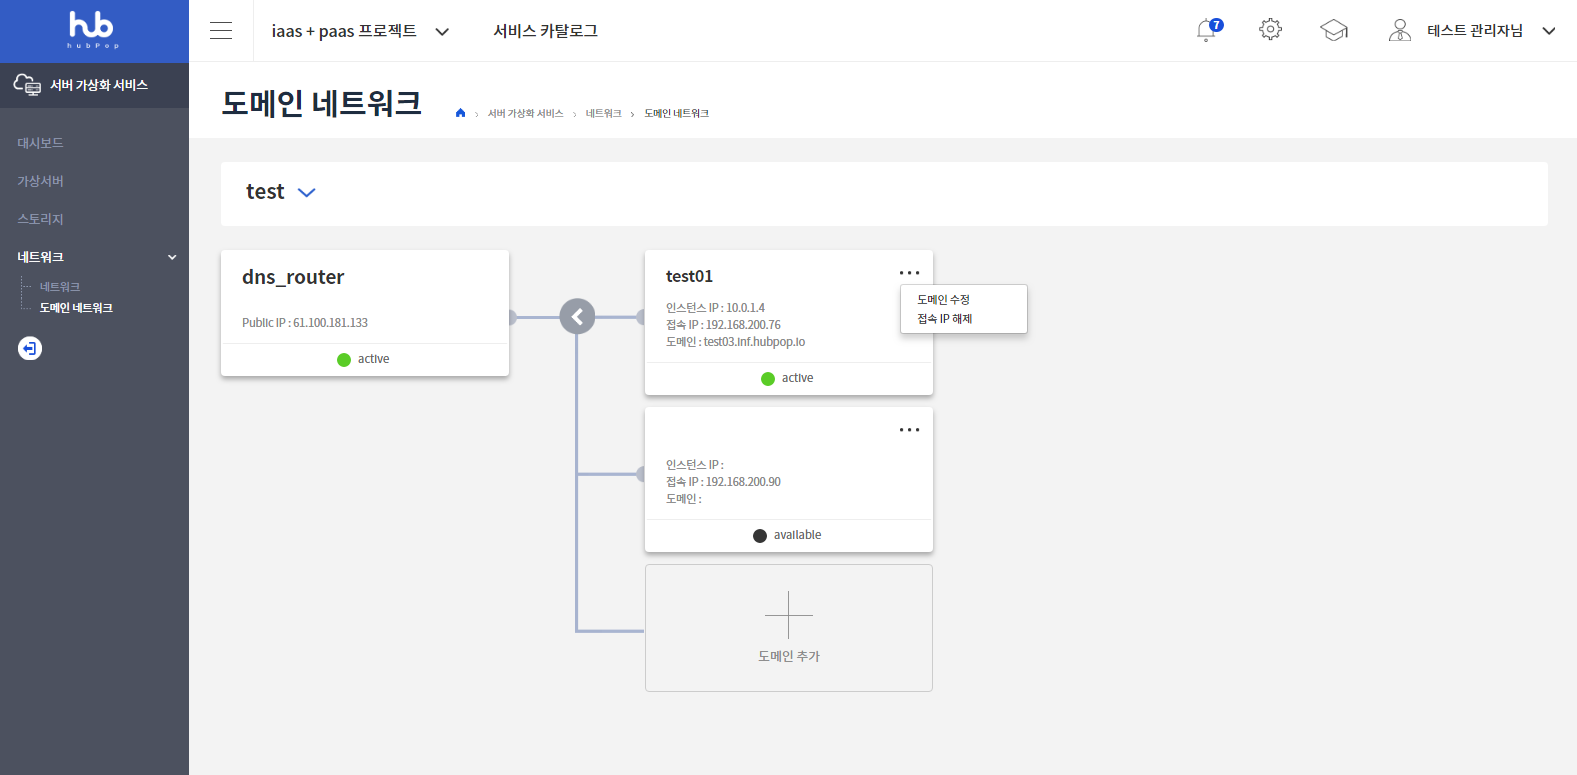 hub
hubPop
iaas + paas 프로젝트
서비스 카탈로그
7
테스트 관리자님
서버 가상화 서비스
대시보드
가상서버
스토리지
네트워크
네트워크
도메인 네트워크
도메인 네트워크
서버 가상화 서비스 > 네트워크 > 도메인 네트워크
test
dns_router
Public IP : 61.100.181.133
active
test01
인스턴스 IP : 10.0.1.4
접속 IP : 192.168.200.76
도메인 : test03.inf.hubpop.io
active
도메인 수정
접속 IP 해제
인스턴스 IP :
접속 IP : 192.168.200.90
도메인 :
available
도메인 추가